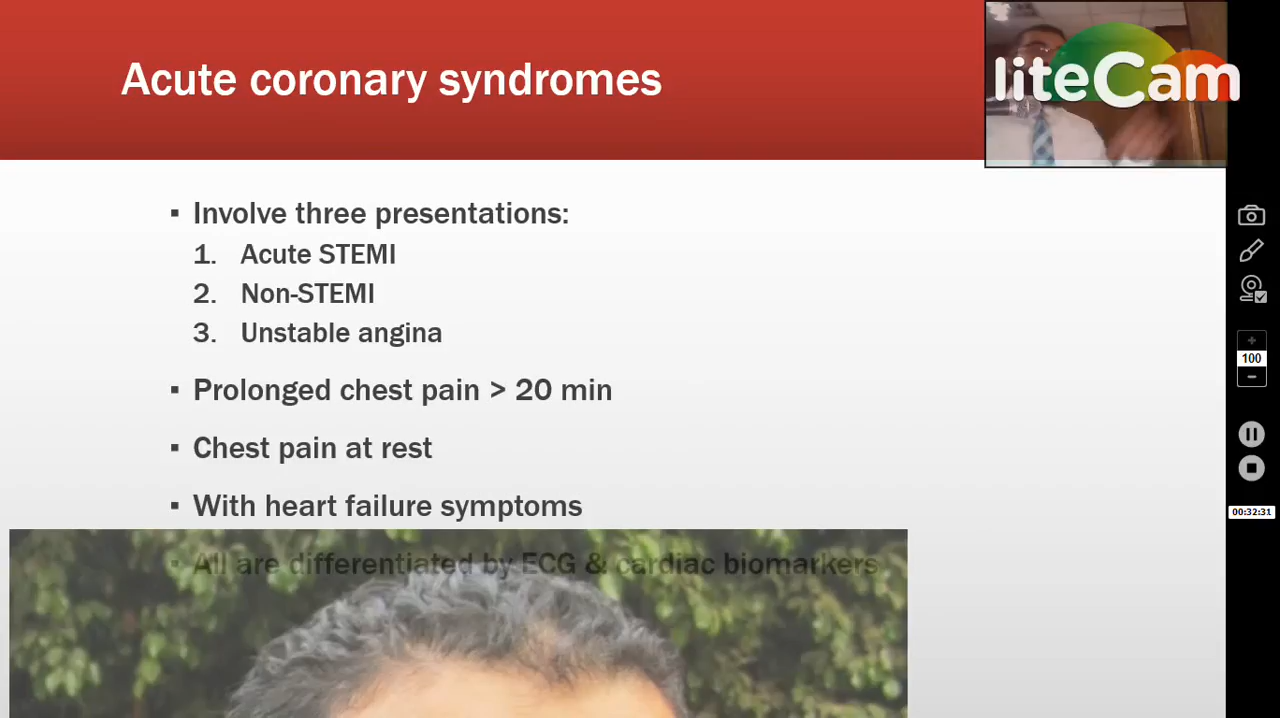 Acute coronary syndromes
liteCam
▪ Involve three presentations:
1. Acute STEMI
2. Non-STEMI
3. Unstable angina
▪ Prolonged chest pain > 20 min
▪ Chest pain at rest
▪ With heart failure symptoms
▪ All are differentiated by ECG & cardiac biomarkers
100
00:32:31